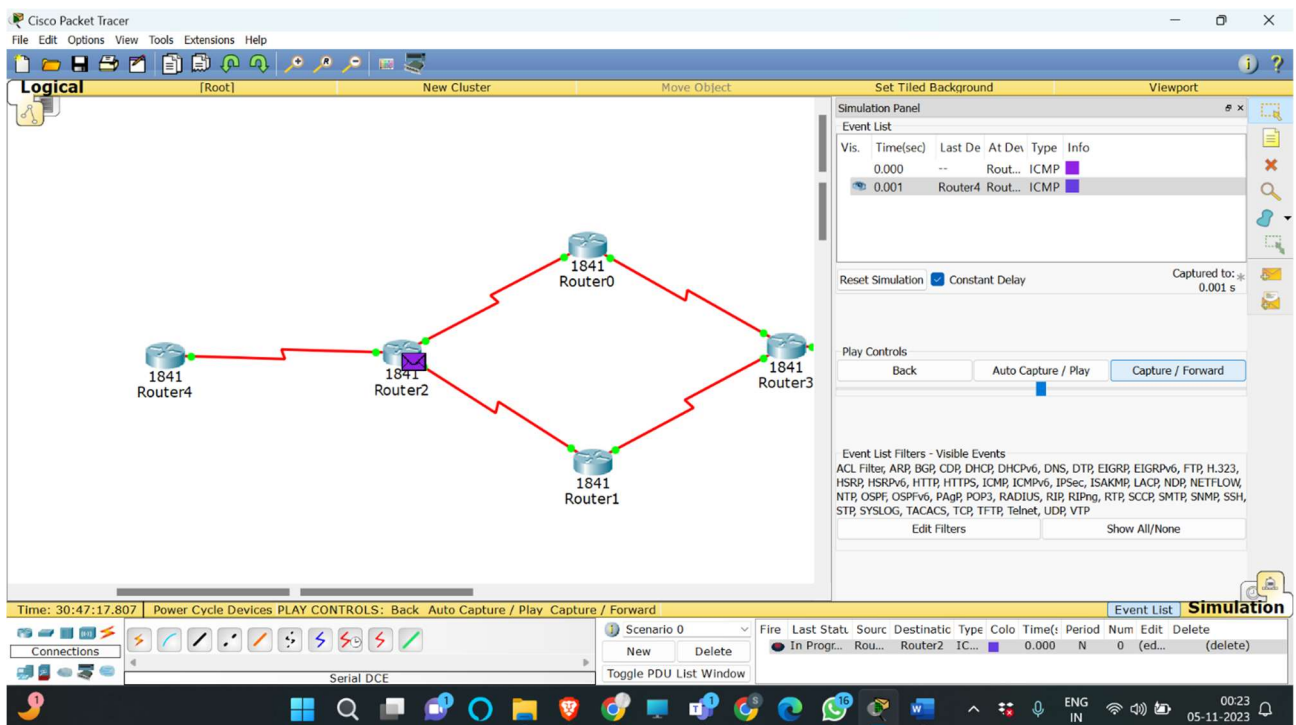 Cisco Packet Tracer
File Edit Options View Tools Extensions Help
Logical [Root] New Cluster Move Object Set Tiled Background Viewport
Simulation Panel
Event List
Vis. Time(sec) Last De At Dev Type Info
0.000 -- Rout... ICMP
0.001 Router4 Rout... ICMP
1841
Router0
Reset Simulation Constant Delay Captured to: *
0.001 s
Play Controls
Back Auto Capture / Play Capture / Forward
1841
Router4
1841
Router2
1841
Router3
1841
Router1
Event List Filters - Visible Events
ACL Filter, ARP, BGP, CDP, DHCP, DHCPv6, DNS, DTP, EIGRP, EIGRPv6, FTP, H.323,
HSRP, HSRPv6, HTTP, HTTPS, ICMP, ICMPv6, IPSec, ISAKMP, LACP, NDP, NETFLOW,
NTP, OSPF, OSPFv6, PAgP, POP3, RADIUS, RIP, RIPng, RTP, SCCP, SMTP, SNMP, SSH,
STP, SYSLOG, TACACS, TCP, TFTP, Telnet, UDP, VTP
Edit Filters Show All/None
Time: 30:47:17.807 Power Cycle Devices PLAY CONTROLS: Back Auto Capture / Play Capture / Forward Event List Simulation
Connections
Serial DCE
Scenario 0
New Delete
Toggle PDU List Window
Fire Last Statu Sourc Destinatic Type Colo Time(s Period Num Edit Delete
In Progr... Rou... Router2 IC... 0.000 N 0 (ed... (delete)
1
1
16
ENG
IN
00:23
05-11-2023